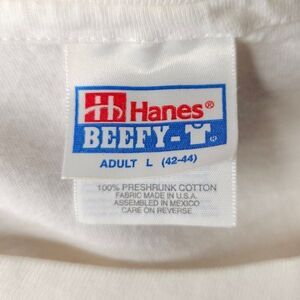 Hanes®
BEEFY-
ADULT L (42-44)
100% PRESHRUNK COTTON
FABRIC MADE IN U.S.A.
ASSEMBLED IN MEXICO
CARE ON REVERSE